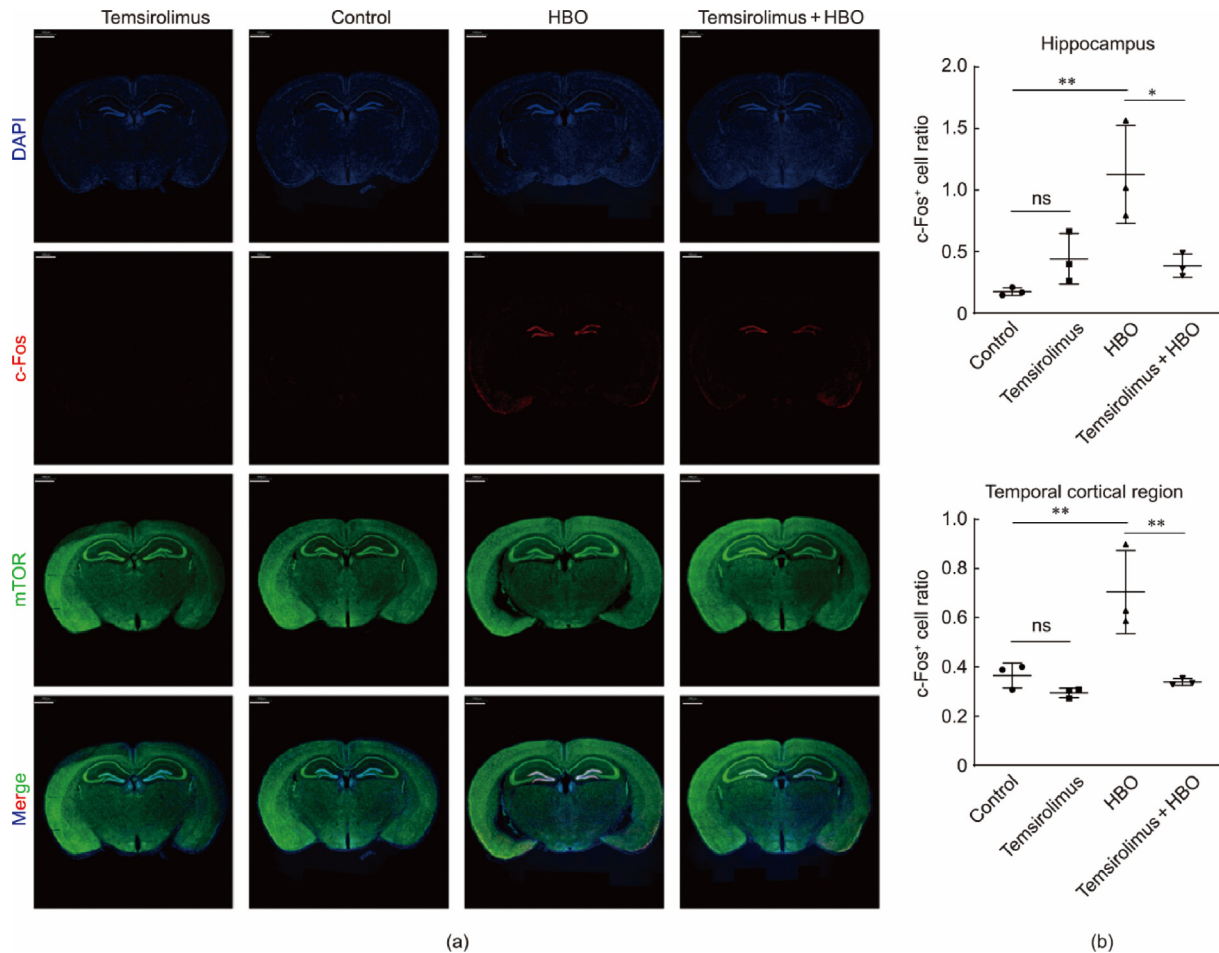 Temsirolimus Control HBO Temsirolimus + HBO
DAPI
c-Fos
mTOR
Merge
(a)
Hippocampus
c-Fos⁺ cell ratio
2.0
1.5
1.0
0.5
0
**
*
ns
Control
Temsirolimus
HBO
Temsirolimus + HBO
Temporal cortical region
c-Fos⁺ cell ratio
1.0
0.8
0.6
0.4
0.2
0
**
**
ns
Control
Temsirolimus
HBO
Temsirolimus + HBO
(b)